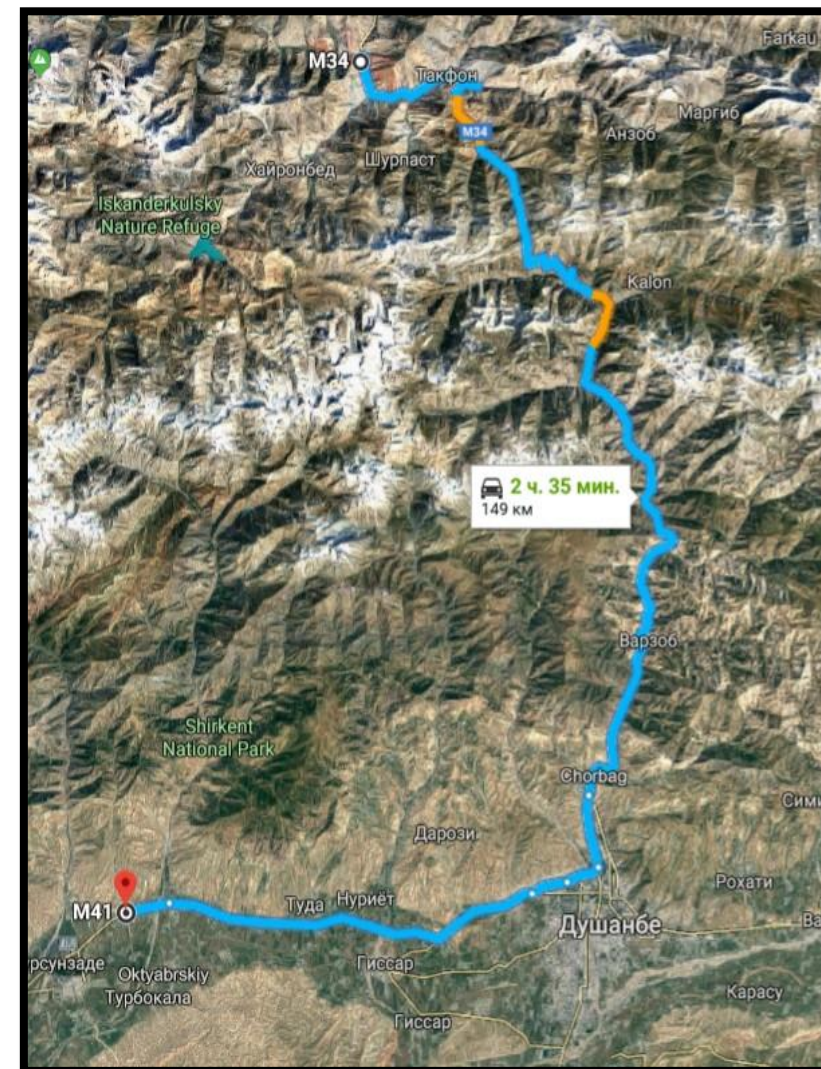 Farkau
M34
Такфон
Маргиб
M34
Анзоб
Шурпаст
Хайронбед
Iskanderkulsky
Nature Refuge
Kalon
2 ч. 35 мин.
149 км
Варзоб
Shirkent
National Park
Chorbag
Сими
Дарози
Рохати
Туда
Нуриёт
M41
Душанбе
Ва
рсунзаде
Oktyabrskiy
Гиссар
Турбокала
Карасу
Гиссар